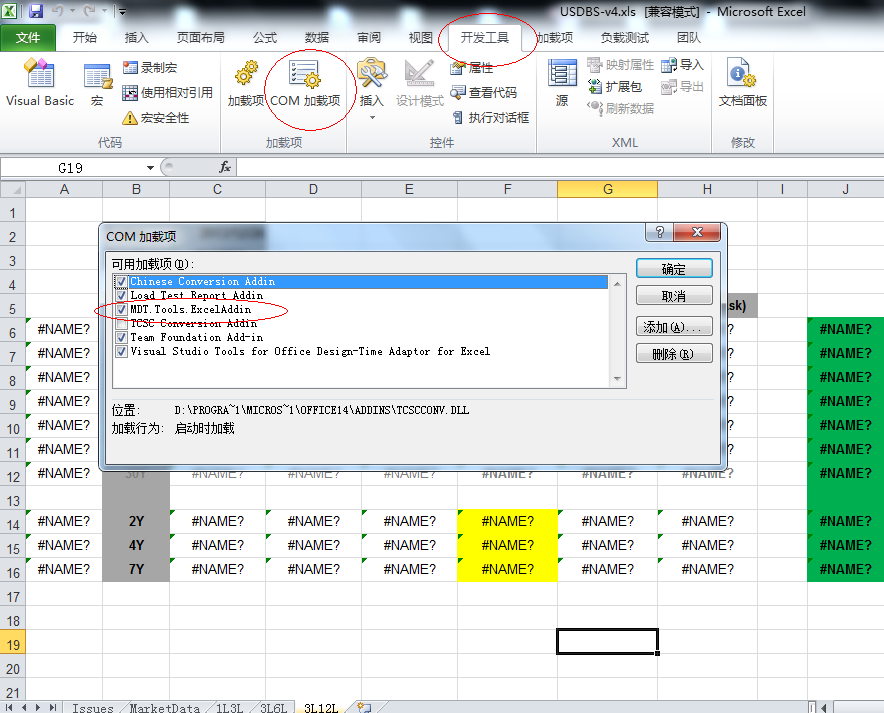 USDBS-v4.xls [兼容模式] - Microsoft Excel
文件 开始 插入 页面布局 公式 数据 审阅 视图 开发工具 加载项 负载测试 团队
Visual Basic 宏 录制宏 使用相对引用 宏安全性 加载项 COM 加载项 插入 设计模式 属性 查看代码 执行对话框 源 映射属性 扩展包 刷新数据 导入 导出 文档面板
代码 加载项 控件 XML 修改
G19 fx
A B C D E F G H I J
1
2
3
4
5 sk)
6 #NAME? ? #NAME?
7 #NAME? ? #NAME?
8 #NAME? ? #NAME?
9 #NAME? ? #NAME?
10 #NAME? ? #NAME?
11 #NAME? ? #NAME?
12 #NAME? 30Y #NAME? #NAME? #NAME? #NAME? #NAME? #NAME? #NAME?
13
14 #NAME? 2Y #NAME? #NAME? #NAME? #NAME? #NAME? #NAME? #NAME?
15 #NAME? 4Y #NAME? #NAME? #NAME? #NAME? #NAME? #NAME? #NAME?
16 #NAME? 7Y #NAME? #NAME? #NAME? #NAME? #NAME? #NAME? #NAME?
17
18
19
20
21
COM 加载项
可用加载项(D):
Chinese Conversion Addin
Load Test Report Addin
MDT.Tools.ExcelAddin
TCSC Conversion Addin
Team Foundation Add-in
Visual Studio Tools for Office Design-Time Adaptor for Excel
确定
取消
添加(A)...
删除(R)
位置: D:\PROGRA~1\MICROS~1\OFFICE14\ADDINS\TCSCCONV.DLL
加载行为: 启动时加载
Issues MarketData 1L3L 3L6L 3L12L